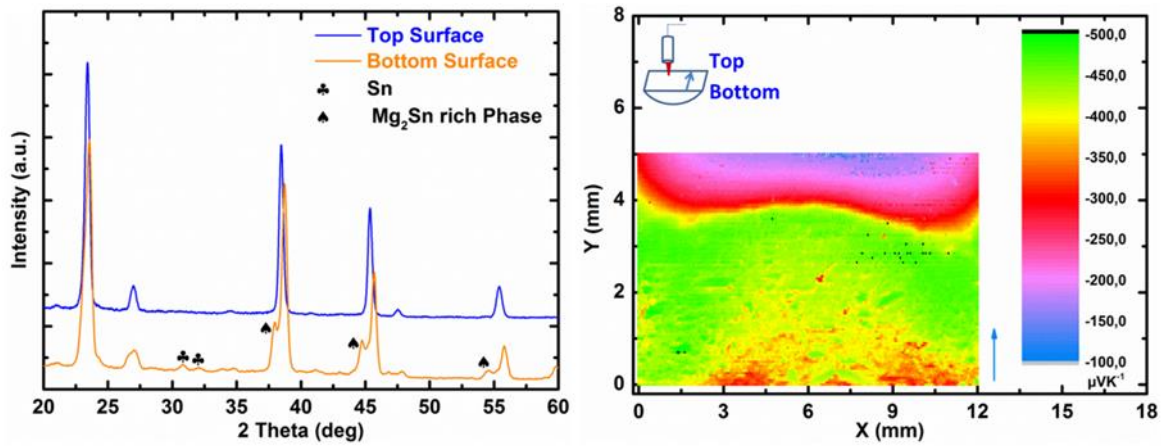 Top Surface
Bottom Surface
♣ Sn
♠ Mg₂Sn rich Phase
♣ ♣
♠ ♠ ♠
Intensity (a.u.)
20 25 30 35 40 45 50 55 60
2 Theta (deg)
Top
Bottom
8
6
4
2
0
Y (mm)
0 3 6 9 12 15 18
X (mm)
-500,0
-450,0
-400,0
-350,0
-300,0
-250,0
-200,0
-150,0
-100,0
µVK⁻¹